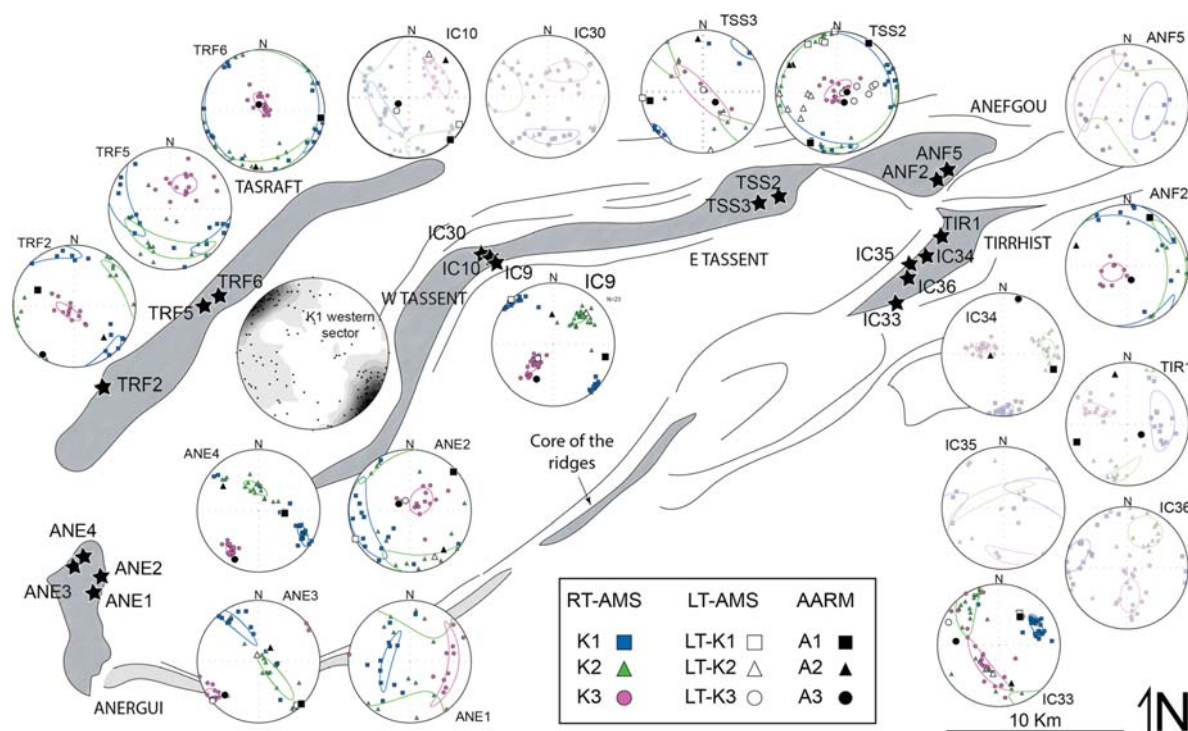 N
TRF6
N
IC10
N
IC30
N
TSS3
N
TSS2
N
ANF5
N
ANEFGOU
TRF5
N
TASRAFT
ANF5
ANF2
TSS2
TSS3
ANF2
N
TRF2
N
IC30
IC10
IC9
TIR1
IC35
IC34
TIRRHIST
E TASSENT
W TASSENT
IC36
IC33
TRF6
TRF5
K1 western
sector
N
IC9
N=23
N
IC34
TRF2
N
TIR1
Core of the
ridges
ANE4
N
ANE2
N
IC35
N
N
IC36
ANE4
ANE2
ANE3
ANE1
N
ANE3
N
ANE1
RT-AMS
LT-AMS
AARM
K1
LT-K1
A1
K2
LT-K2
A2
K3
LT-K3
A3
N
IC33
ANERGUI
10 Km
N